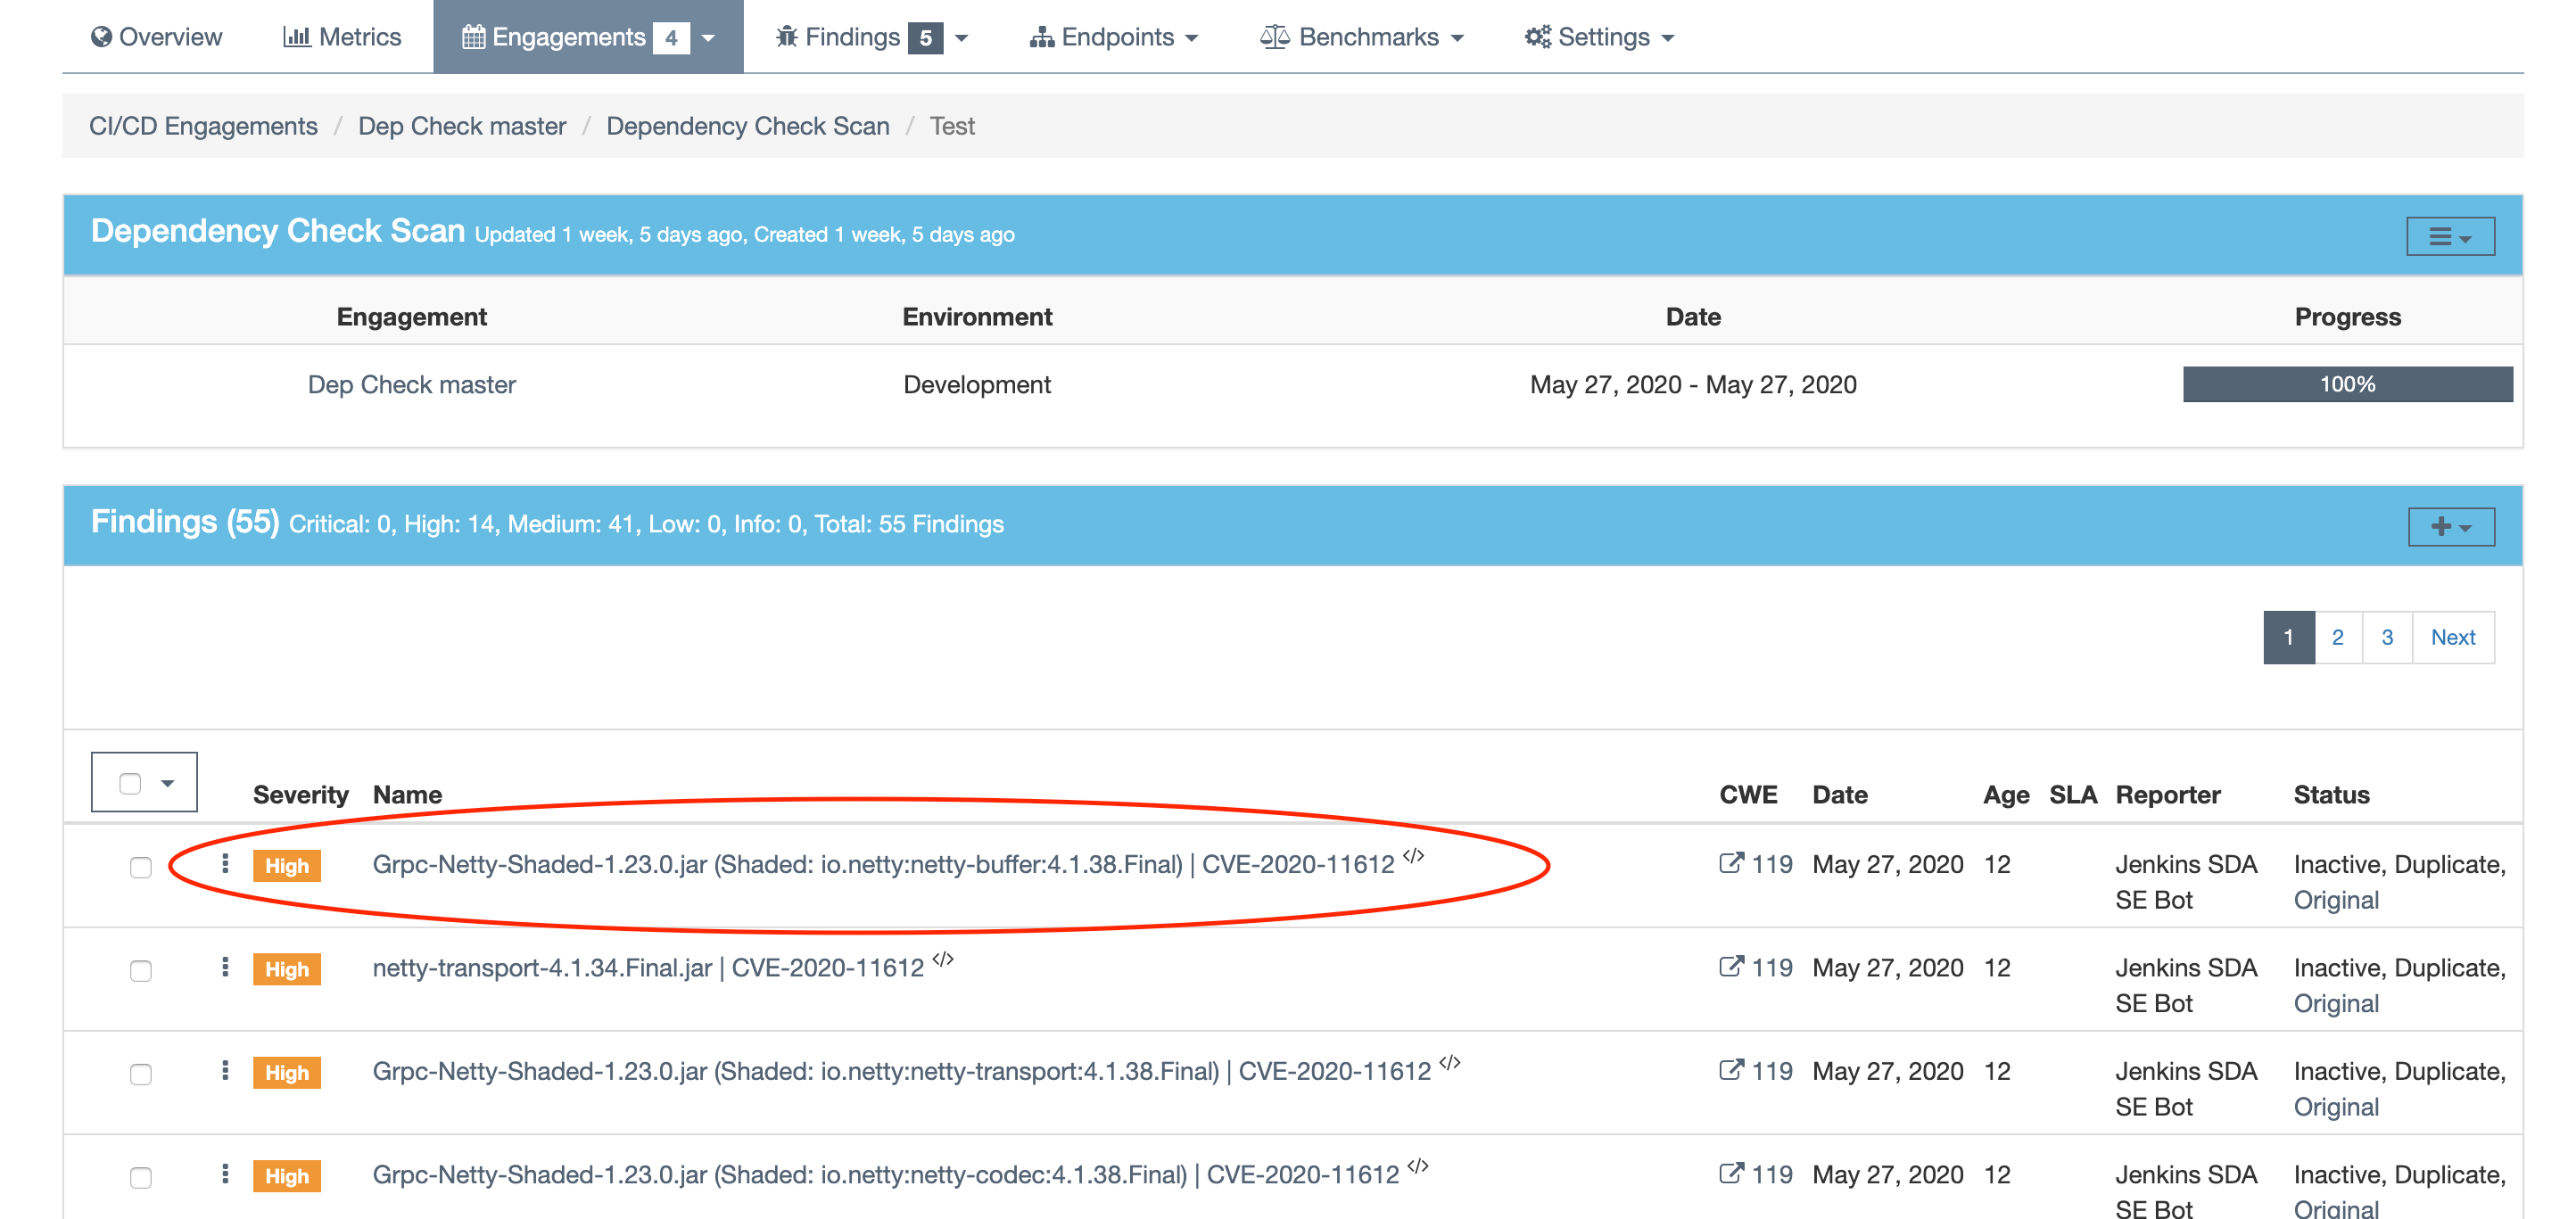 Overview Metrics Engagements 4 Findings 5 Endpoints Benchmarks Settings
CI/CD Engagements / Dep Check master / Dependency Check Scan / Test
Dependency Check Scan Updated 1 week, 5 days ago, Created 1 week, 5 days ago
Engagement Environment Date Progress
Dep Check master Development May 27, 2020 - May 27, 2020 100%
Findings (55) Critical: 0, High: 14, Medium: 41, Low: 0, Info: 0, Total: 55 Findings
1 2 3 Next
Severity Name CWE Date Age SLA Reporter Status
High Grpc-Netty-Shaded-1.23.0.jar (Shaded: io.netty:netty-buffer:4.1.38.Final) | CVE-2020-11612 </> 119 May 27, 2020 12 Jenkins SDA Inactive, Duplicate,
SE Bot Original
High netty-transport-4.1.34.Final.jar | CVE-2020-11612 </> 119 May 27, 2020 12 Jenkins SDA Inactive, Duplicate,
SE Bot Original
High Grpc-Netty-Shaded-1.23.0.jar (Shaded: io.netty:netty-transport:4.1.38.Final) | CVE-2020-11612 </> 119 May 27, 2020 12 Jenkins SDA Inactive, Duplicate,
SE Bot Original
High Grpc-Netty-Shaded-1.23.0.jar (Shaded: io.netty:netty-codec:4.1.38.Final) | CVE-2020-11612 </> 119 May 27, 2020 12 Jenkins SDA Inactive, Duplicate,
SE Bot Original